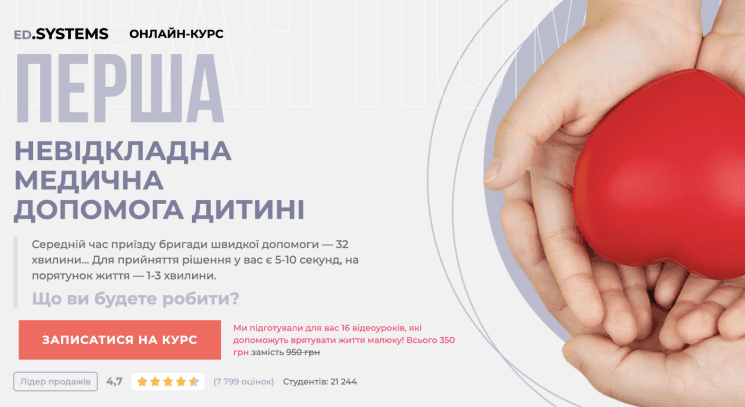 ED.SYSTEMS ОНЛАЙН-КУРС
ПЕРША
НЕВІДКЛАДНА
МЕДИЧНА
ДОПОМОГА ДИТИНІ
Середній час приїзду бригади швидкої допомоги — 32
хвилини... Для прийняття рішення у вас є 5-10 секунд, на
порятунок життя — 1-3 хвилини.
Що ви будете робити?
ЗАПИСАТИСЯ НА КУРС
Ми підготували для вас 16 відеоуроків, які
допоможуть врятувати життя малюку! Всього 350
грн замість 950 грн
Лідер продажів 4,7 (7 799 оцінок) Студентів: 21 244